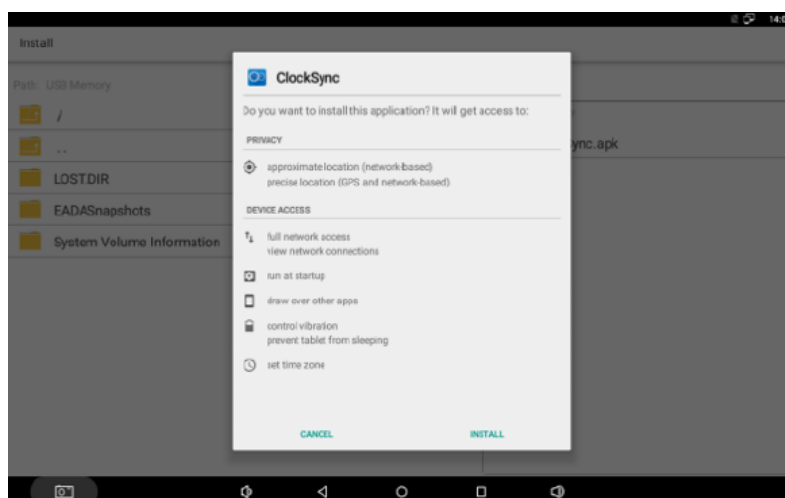 14:0
Install
Path: USB Memory
/
..
LOST.DIR
EADASnapshots
System Volume Information
ync.apk
ClockSync
Do you want to install this application? It will get access to:
PRIVACY
approximate location (network-based)
precise location (GPS and network-based)
DEVICE ACCESS
full network access
view network connections
run at startup
draw over other apps
control vibration
prevent tablet from sleeping
set time zone
CANCEL
INSTALL